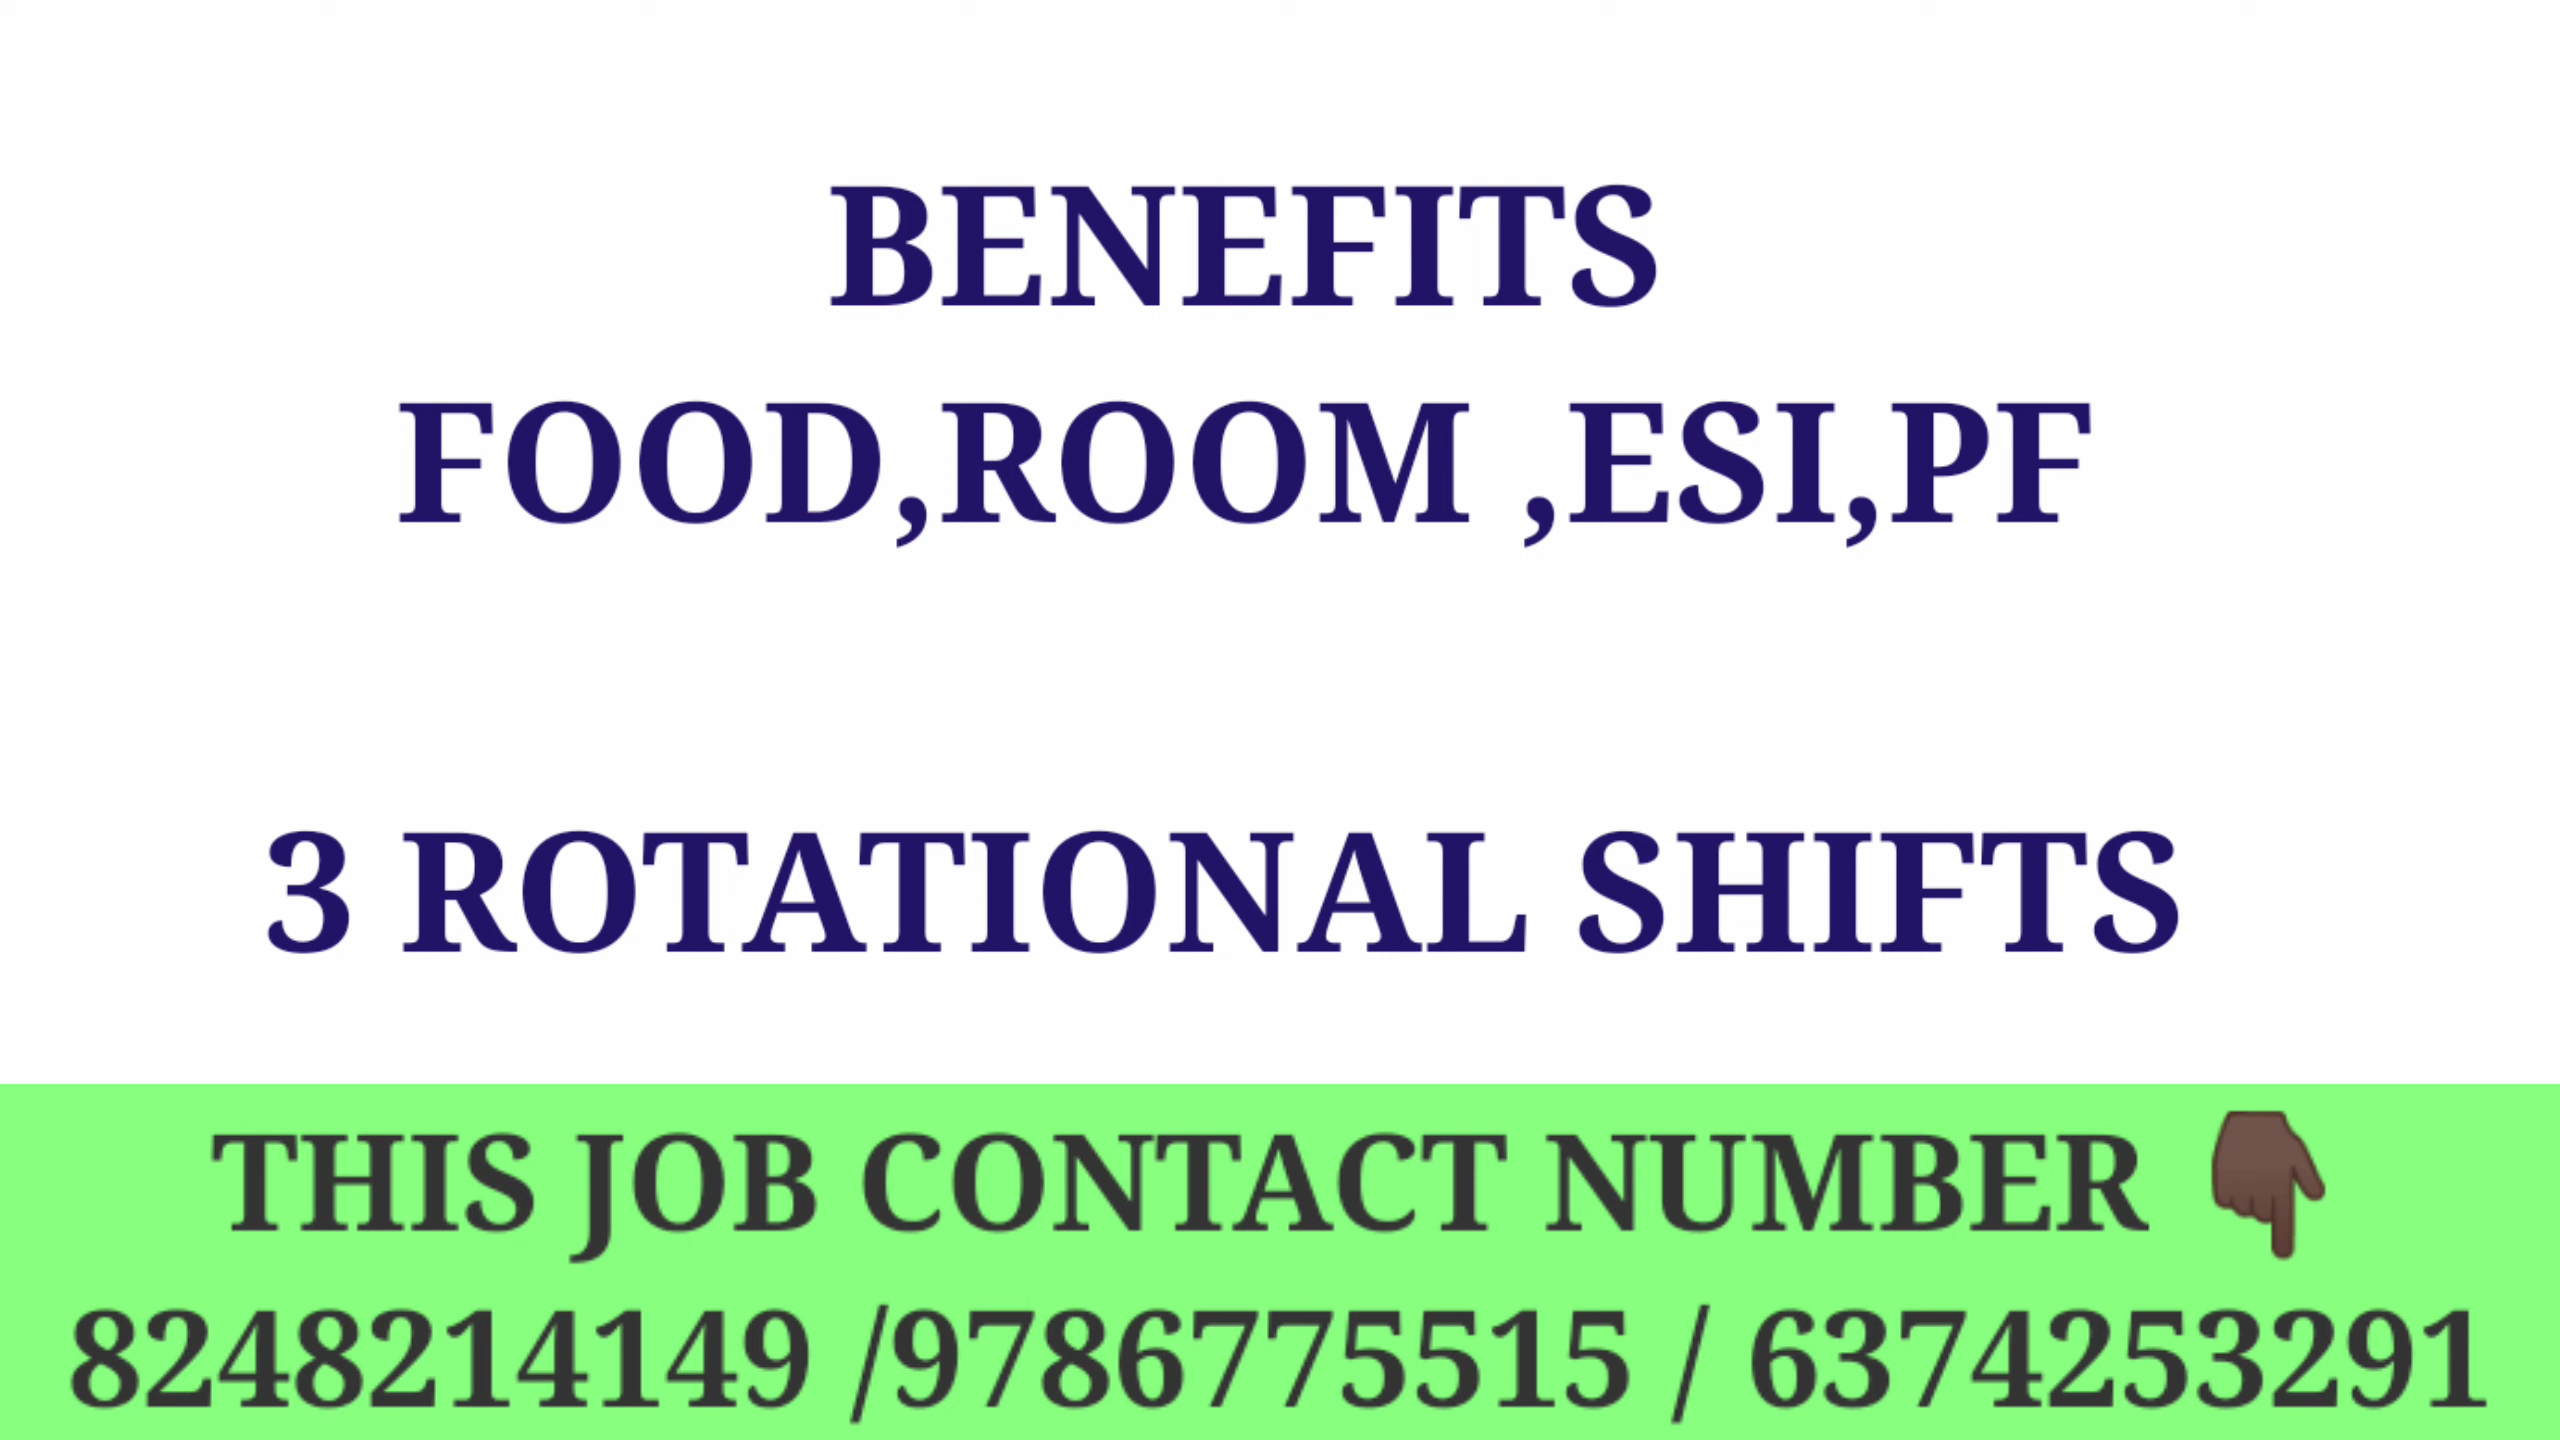 BENEFITS
FOOD,ROOM ,ESI,PF
3 ROTATIONAL SHIFTS
THIS JOB CONTACT NUMBER 👇🏿
8248214149 /9786775515 / 6374253291